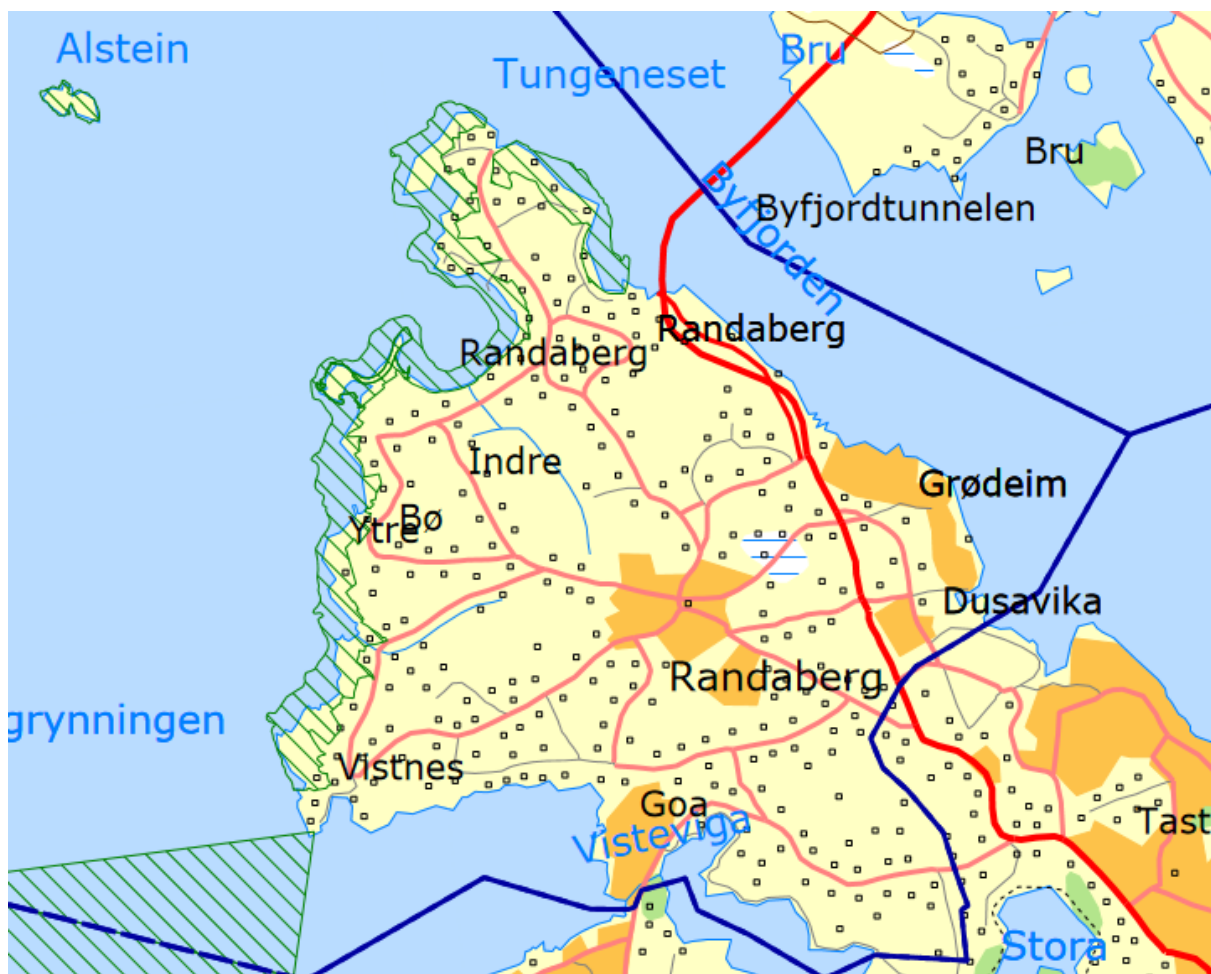 Alstein
Tungeneset
Bru
Bru
Byfjorden
Byfjordtunnelen
Randaberg
Randaberg
Indre
Grødeim
Ytre
Bø
Dusavika
Randaberg
grynningen
Vistnes
Goa
Visteviga
Tast
Stora